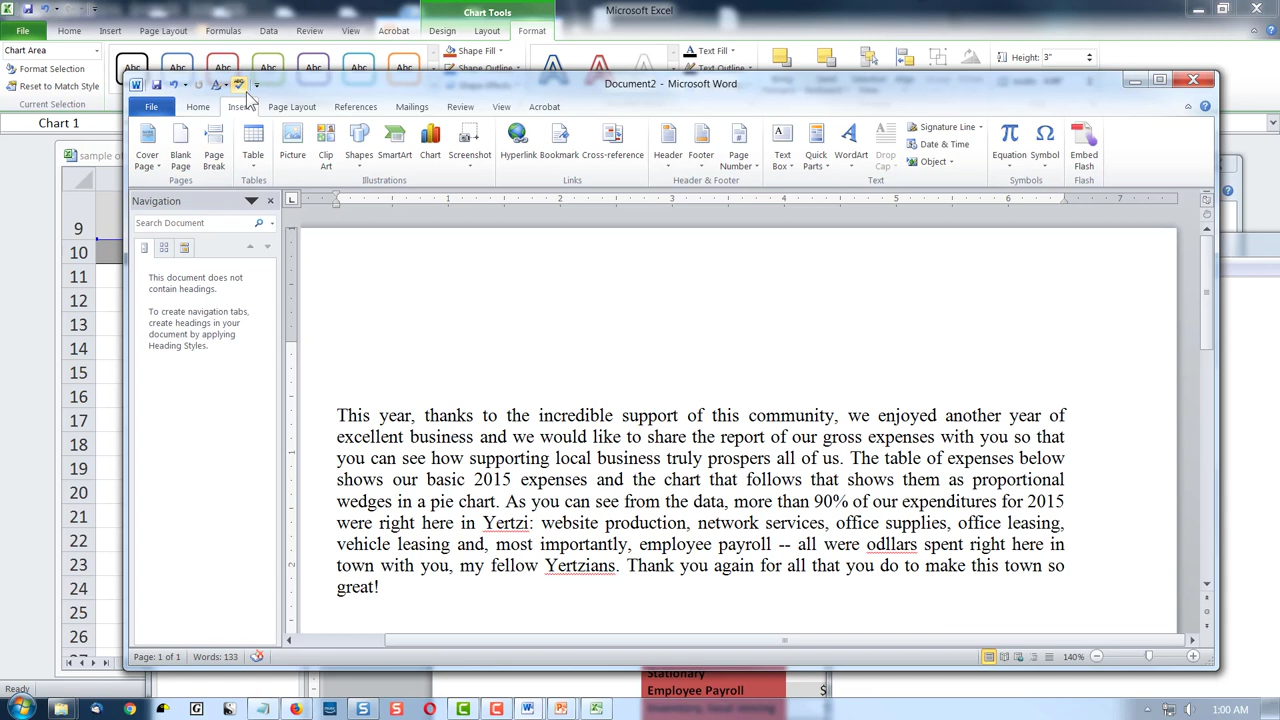 Chart Tools
Microsoft Excel
File Home Insert Page Layout Formulas Data Review View Acrobat Design Layout Format
Chart Area
Format Selection
Reset to Match Style
Abc Abc Abc Abc Abc Abc Abc
Shape Fill
Shape Outline
A A A
Text Fill
Text Outline
Height: 3"
Chart 1
Document2 - Microsoft Word
File Home Insert Page Layout References Mailings Review View Acrobat
Cover Page
Blank Page
Page Break
Pages
Table
Tables
Picture
Clip Art
Shapes
SmartArt
Chart
Screenshot
Illustrations
Hyperlink
Bookmark
Cross-reference
Links
Header
Footer
Page Number
Header & Footer
Text Box
Quick Parts
WordArt
Drop Cap
Signature Line
Date & Time
Object
Text
Equation
Symbol
Symbols
Embed Flash
Flash
Navigation
Search Document
This document does not
contain headings.
To create navigation tabs,
create headings in your
document by applying
Heading Styles.
1 2 3 4 5 6 7
sample of
9
10
11
12
13
14
15
16
17
18
19
20
21
22
23
24
25
26
This year, thanks to the incredible support of this community, we enjoyed another year of
excellent business and we would like to share the report of our gross expenses with you so that
you can see how supporting local business truly prospers all of us. The table of expenses below
shows our basic 2015 expenses and the chart that follows that shows them as proportional
wedges in a pie chart. As you can see from the data, more than 90% of our expenditures for 2015
were right here in Yertzi: website production, network services, office supplies, office leasing,
vehicle leasing and, most importantly, employee payroll -- all were odllars spent right here in
town with you, my fellow Yertzians. Thank you again for all that you do to make this town so
great!
Page: 1 of 1
Words: 133
140%
Stationary
Employee Payroll $
Ready
1:00 AM